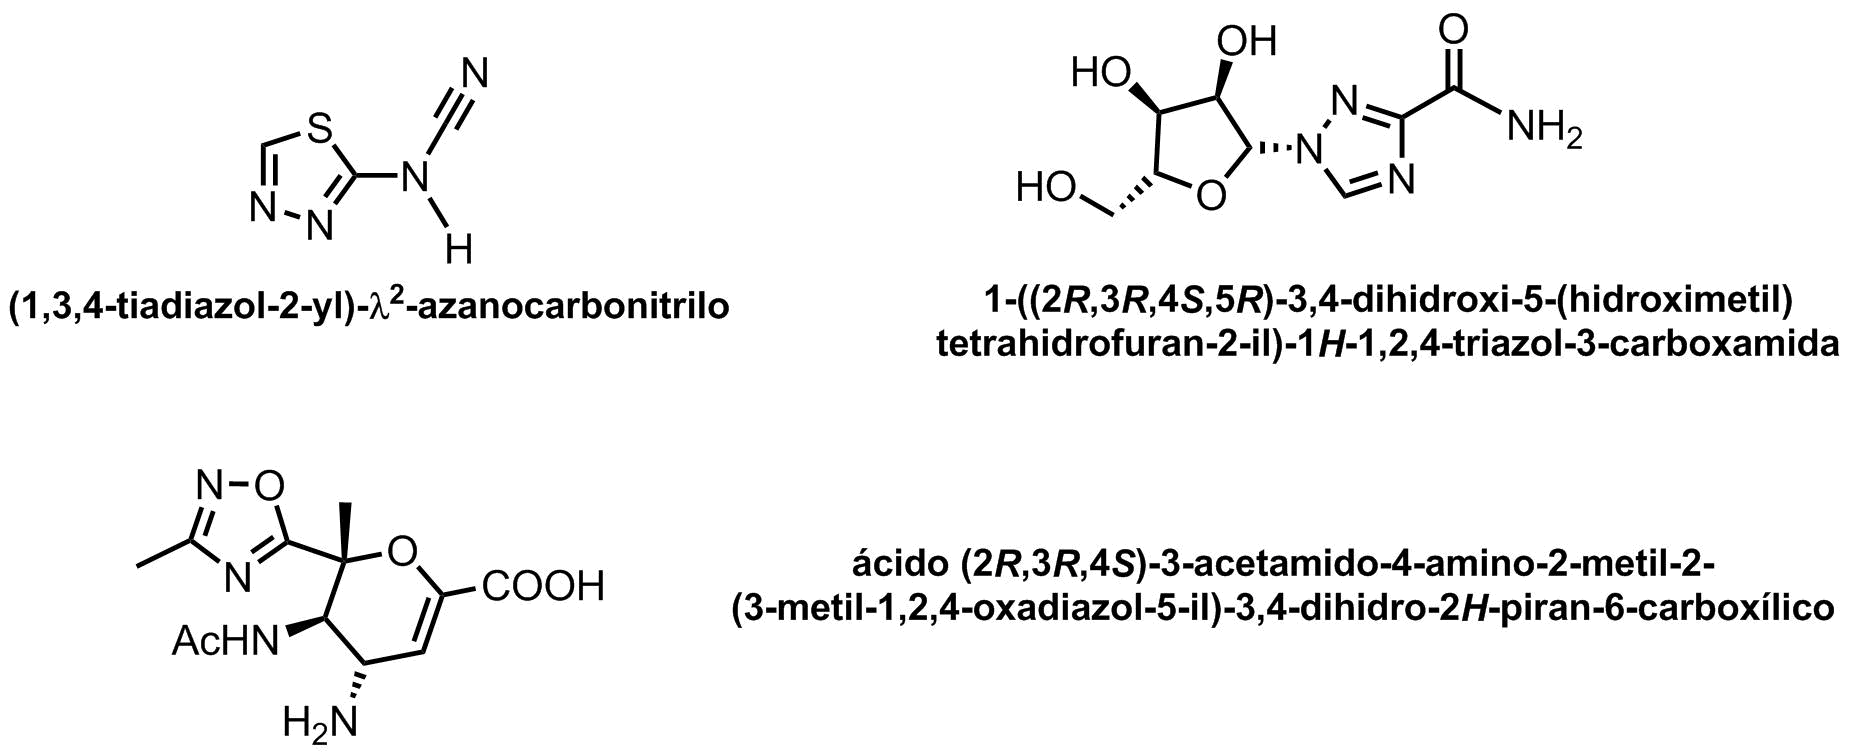 N
S
N
N
N
H
(1,3,4-tiadiazol-2-yl)-λ²-azanocarbonitrilo
O
OH
HO
N
NH₂
N
N
HO
O
1-((2R,3R,4S,5R)-3,4-dihidroxi-5-(hidroximetil)
tetrahidrofuran-2-il)-1H-1,2,4-triazol-3-carboxamida
N
O
O
N
COOH
AcHN
H₂N
ácido (2R,3R,4S)-3-acetamido-4-amino-2-metil-2-
(3-metil-1,2,4-oxadiazol-5-il)-3,4-dihidro-2H-piran-6-carboxílico